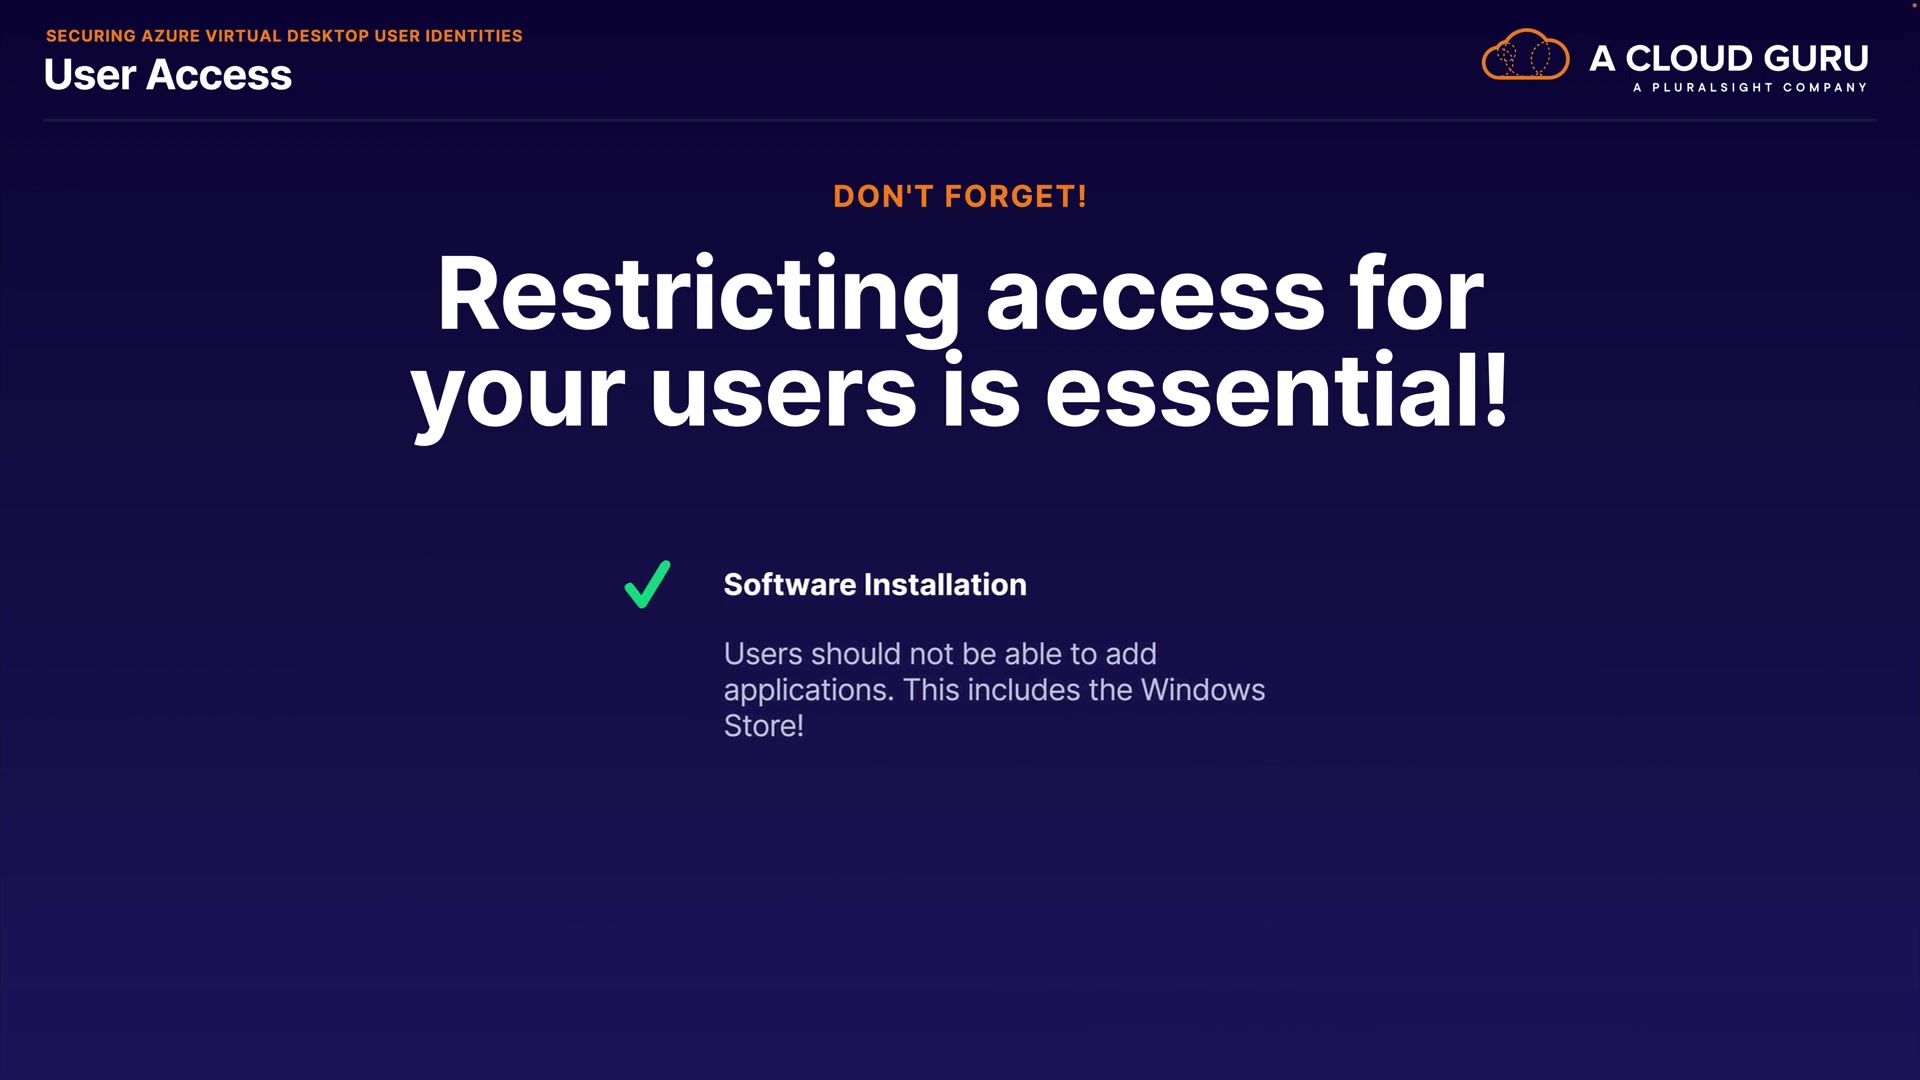 SECURING AZURE VIRTUAL DESKTOP USER IDENTITIES
User Access
A CLOUD GURU
A PLURALSIGHT COMPANY
DON'T FORGET!
Restricting access for
your users is essential!
Software Installation
Users should not be able to add
applications. This includes the Windows
Store!